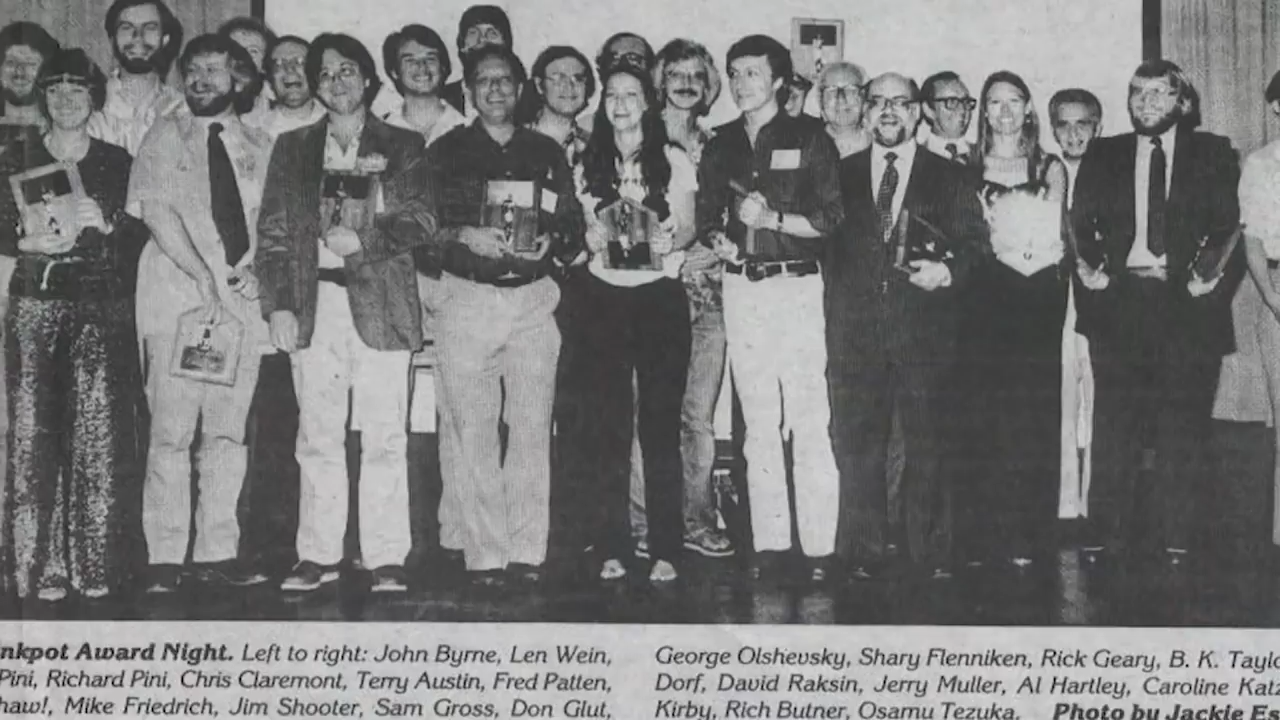 nkpot Award Night. Left to right: John Byrne, Len Wein,
Pini, Richard Pini, Chris Claremont, Terry Austin, Fred Patten,
haw!, Mike Friedrich, Jim Shooter, Sam Gross, Don Glut,
George Olshevsky, Shary Flenniken, Rick Geary, B. K. Taylo
Dorf, David Raksin, Jerry Muller, Al Hartley, Caroline Katz
Kirby, Rich Butner, Osamu Tezuka. Photo by Jackie Es